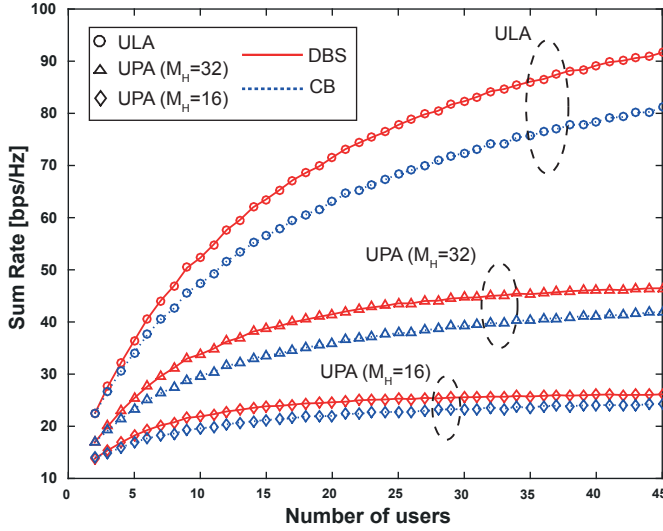 100
90
80
70
60
50
40
30
20
10
Sum Rate [bps/Hz]
ULA
UPA (M_H=32)
UPA (M_H=16)
DBS
CB
ULA
UPA (M_H=32)
UPA (M_H=16)
0 5 10 15 20 25 30 35 40 45
Number of users